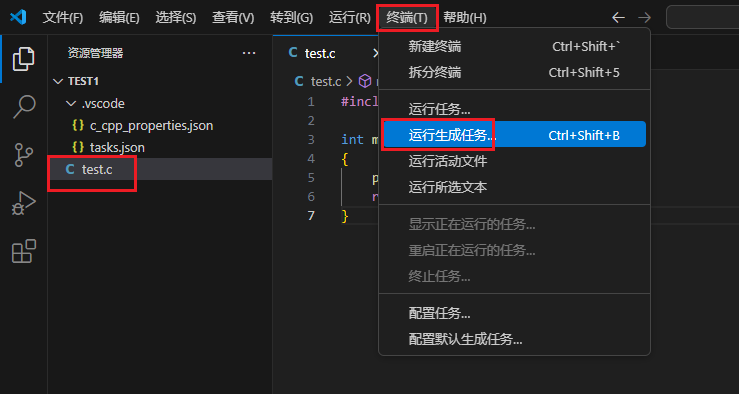 文件(F) 编辑(E) 选择(S) 查看(V) 转到(G) 运行(R) 终端(T) 帮助(H)
资源管理器 ···
TEST1
.vscode
{} c_cpp_properties.json
{} tasks.json
C test.c
C test.c
C test.c
1 #incl
2
3 int m
4 {
5 p
6 r
7 }
新建终端 Ctrl+Shift+`
拆分终端 Ctrl+Shift+5
运行任务...
运行生成任务... Ctrl+Shift+B
运行活动文件
运行所选文本
显示正在运行的任务...
重启正在运行的任务...
终止任务...
配置任务...
配置默认生成任务...